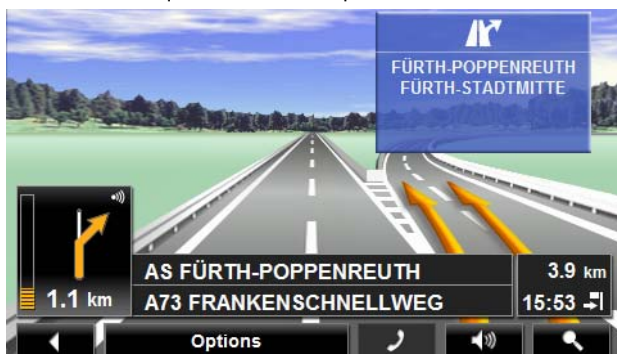 FÜRTH-POPPENREUTH
FÜRTH-STADTMITTE
AS FÜRTH-POPPENREUTH
3.9 km
1.1 km
A73 FRANKENSCHNELLWEG
15:53
Options